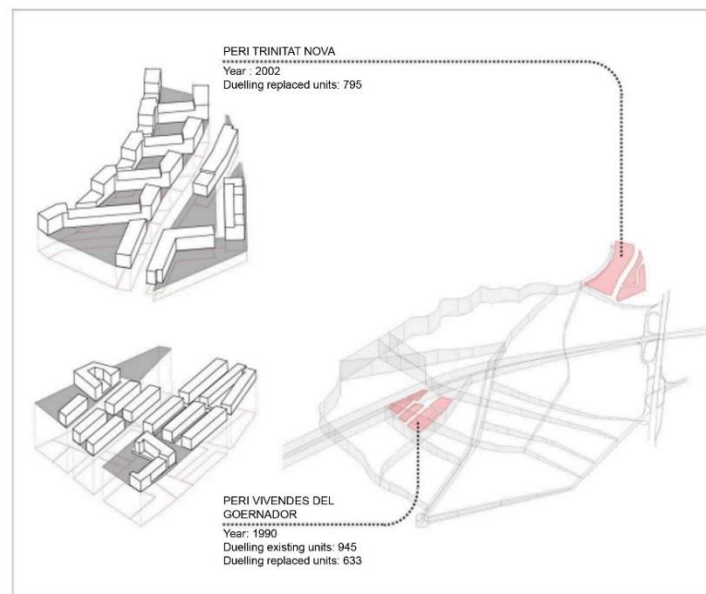 PERI TRINITAT NOVA
Year : 2002
Duelling replaced units: 795
PERI VIVENDES DEL
GOERNADOR
Year: 1990
Duelling existing units: 945
Duelling replaced units: 633